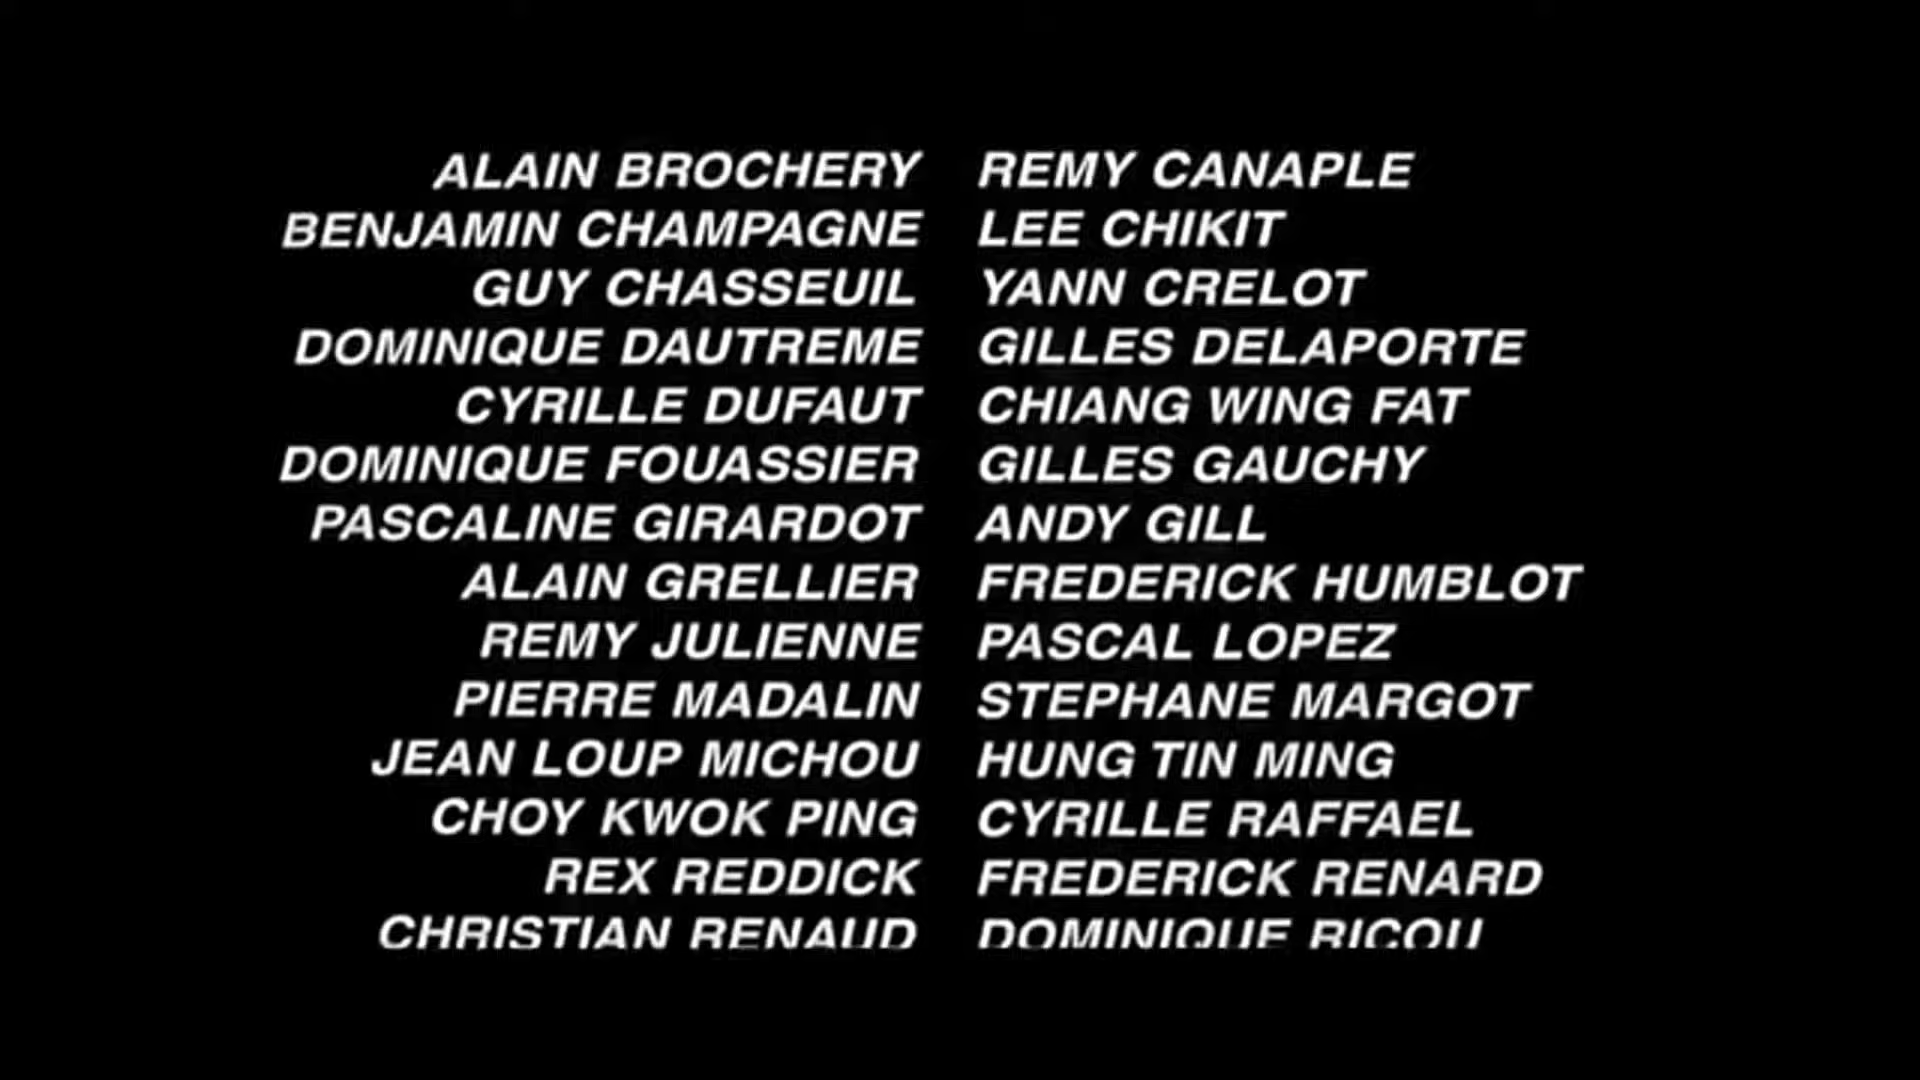 ALAIN BROCHERY REMY CANAPLE
BENJAMIN CHAMPAGNE LEE CHIKIT
GUY CHASSEUIL YANN CRELOT
DOMINIQUE DAUTREME GILLES DELAPORTE
CYRILLE DUFAUT CHIANG WING FAT
DOMINIQUE FOUASSIER GILLES GAUCHY
PASCALINE GIRARDOT ANDY GILL
ALAIN GRELLIER FREDERICK HUMBLOT
REMY JULIENNE PASCAL LOPEZ
PIERRE MADALIN STEPHANE MARGOT
JEAN LOUP MICHOU HUNG TIN MING
CHOY KWOK PING CYRILLE RAFFAEL
REX REDDICK FREDERICK RENARD
CHRISTIAN RENAUD DOMINIQUE RICOU